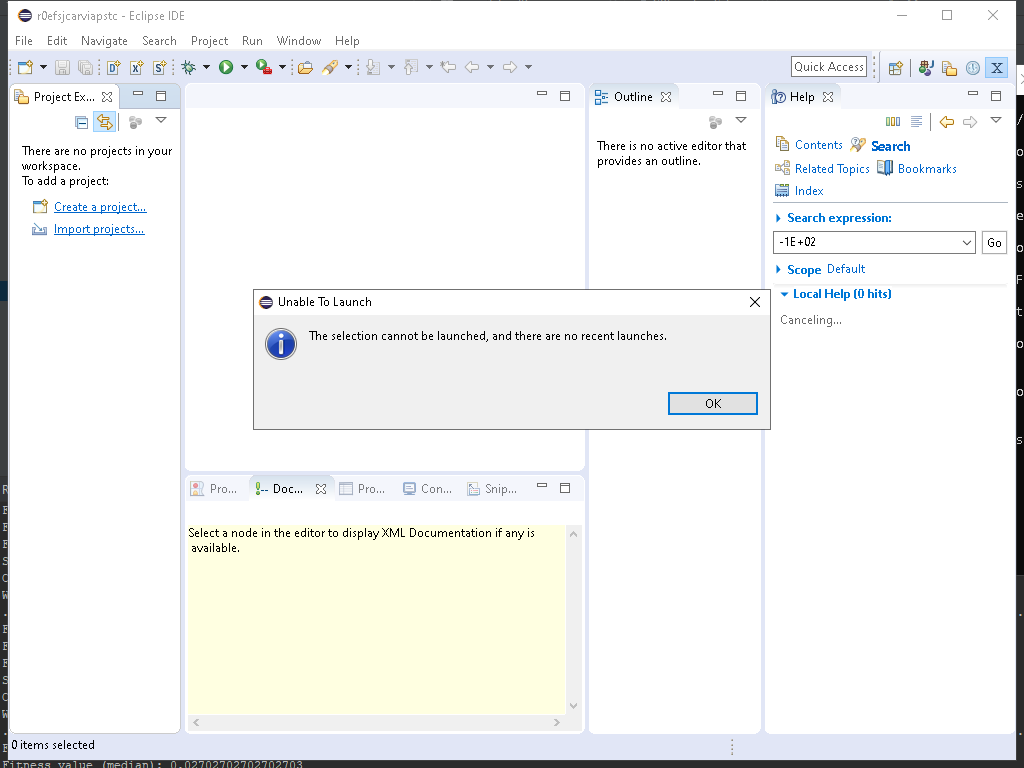 r0efsjcarviapstc - Eclipse IDE
File Edit Navigate Search Project Run Window Help
Quick Access
Project Ex...
There are no projects in your
workspace.
To add a project:
Create a project...
Import projects...
Outline
There is no active editor that
provides an outline.
Help
Contents Search
Related Topics Bookmarks
Index
Search expression:
-1E+02
Go
Scope Default
Local Help (0 hits)
Canceling...
Unable To Launch
The selection cannot be launched, and there are no recent launches.
OK
Pro... Doc... Pro... Con... Snip...
Select a node in the editor to display XML Documentation if any is
available.
0 items selected
Fitness value (median): 0.02702702702702703